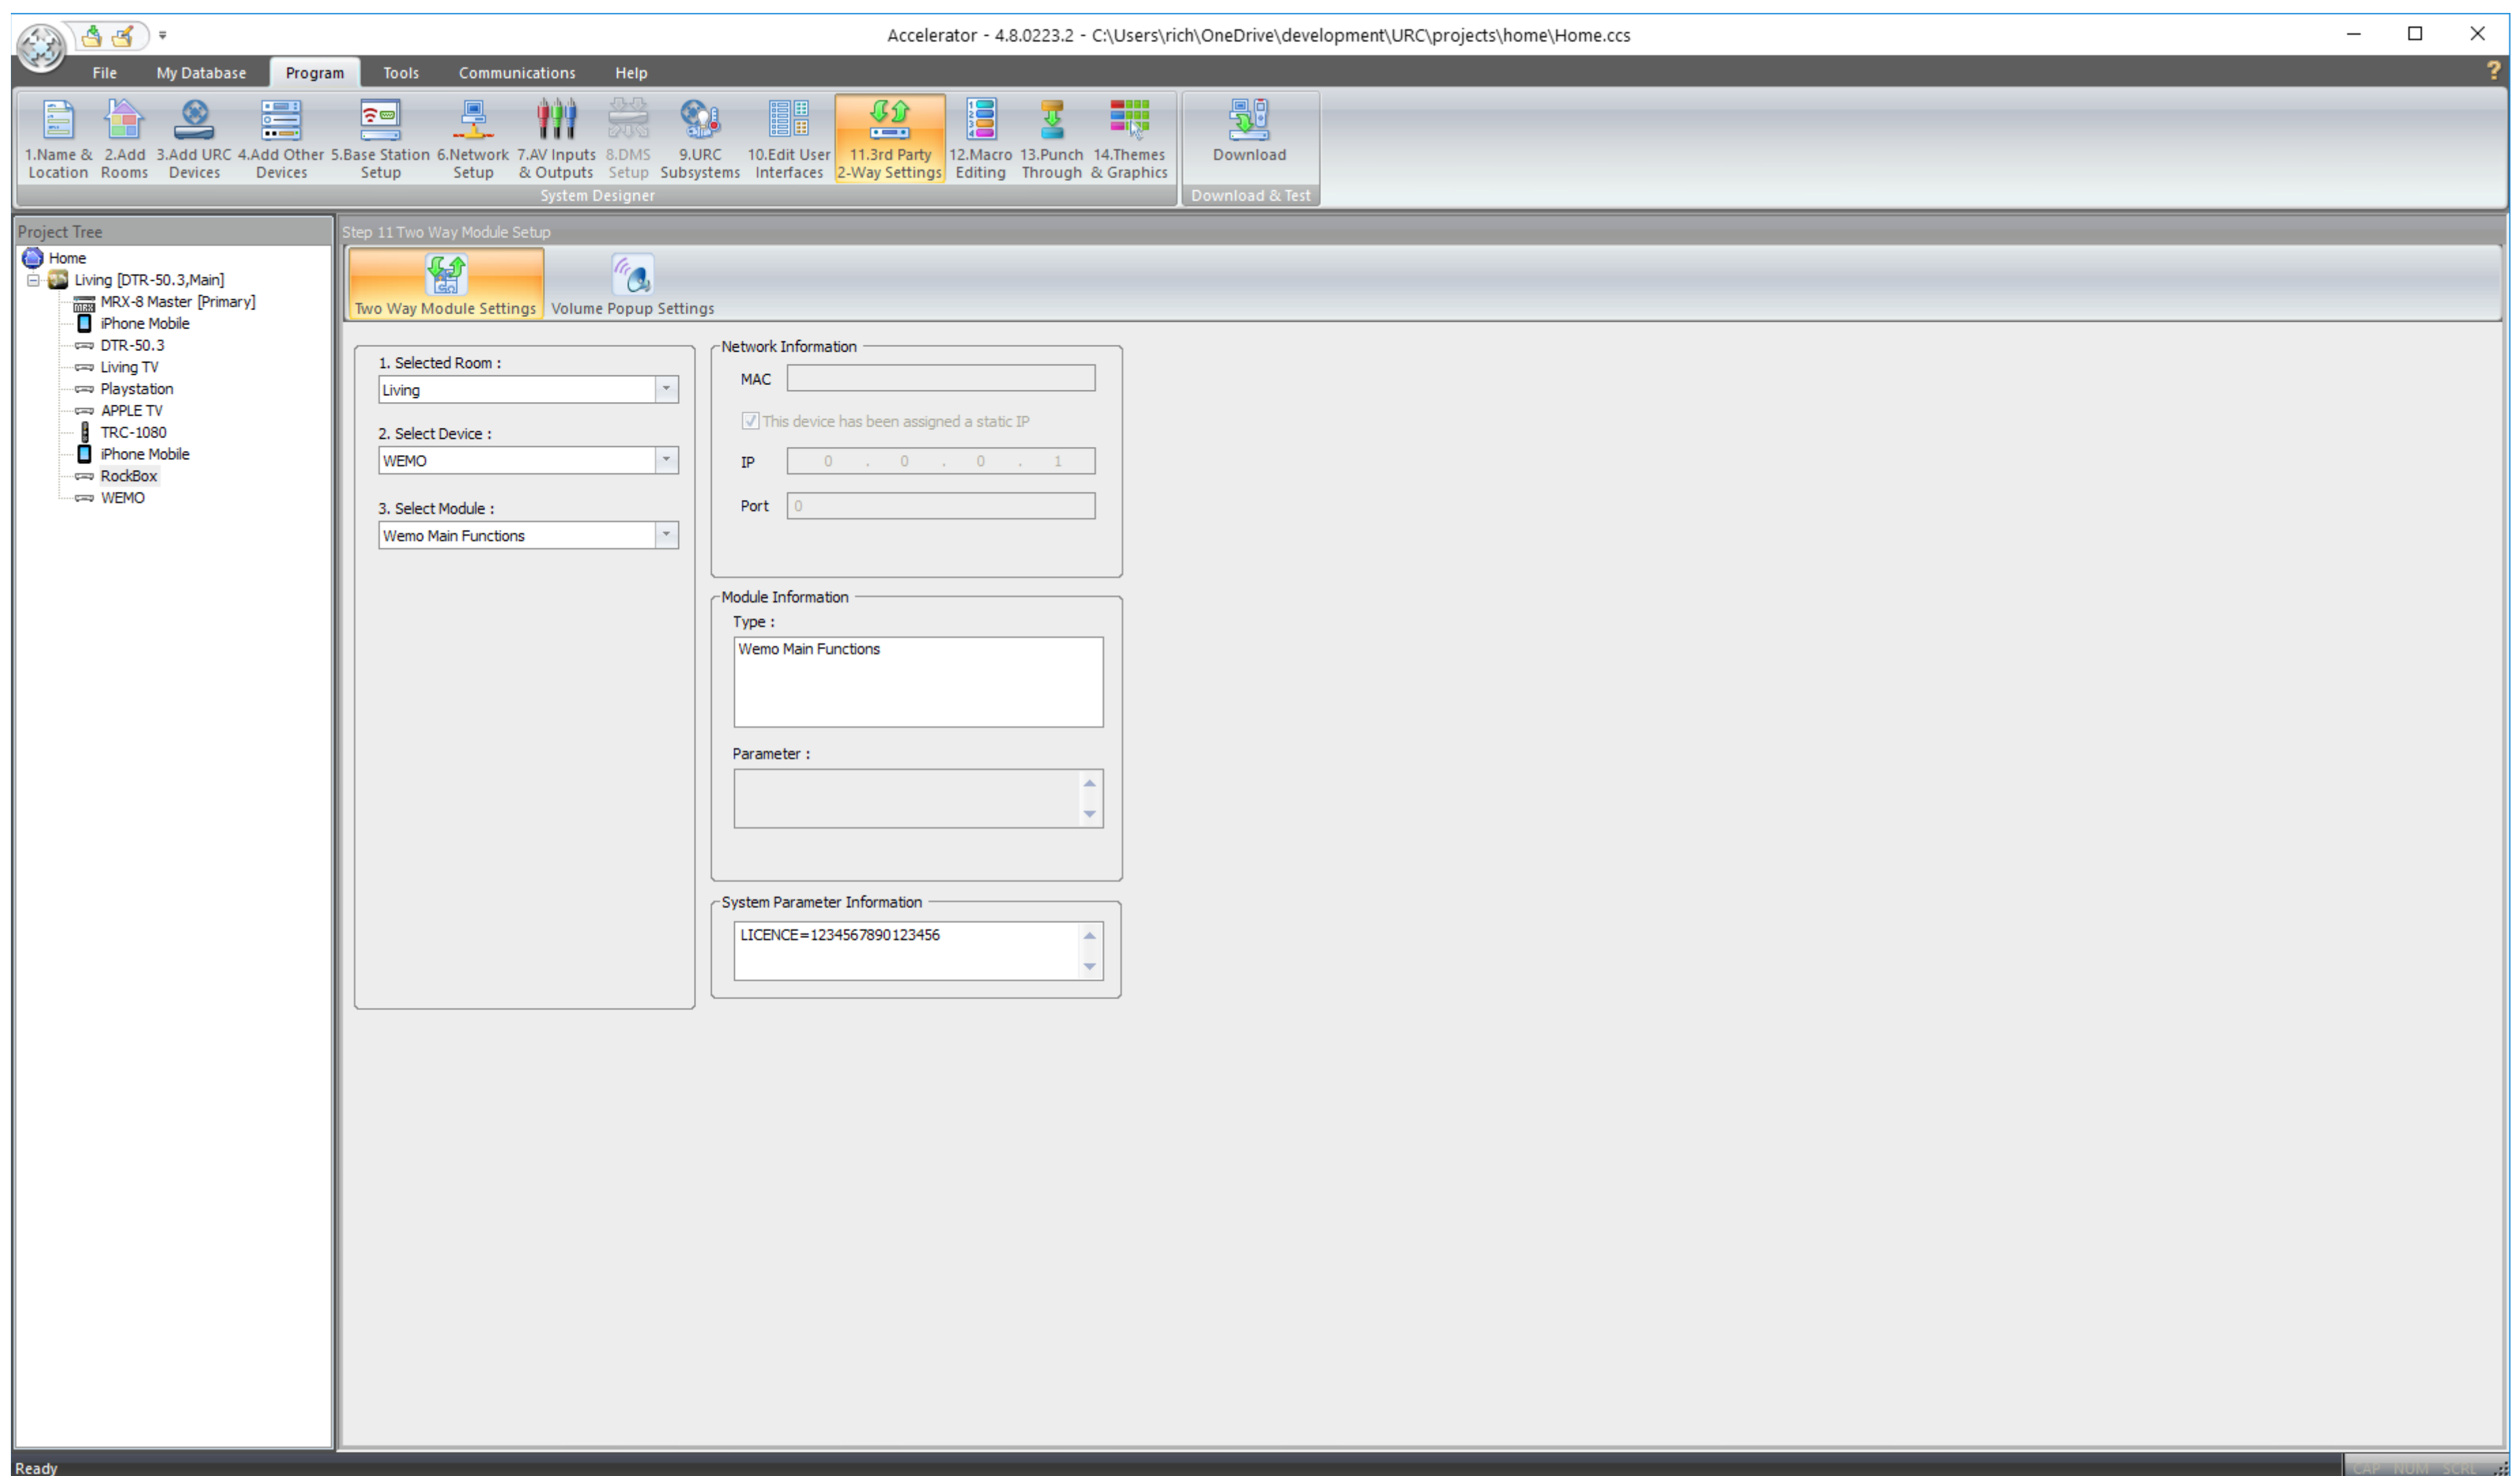 Accelerator - 4.8.0223.2 - C:\Users\rich\OneDrive\development\URC\projects\home\Home.ccs
File My Database Program Tools Communications Help
1.Name & Location
2.Add Rooms
3.Add URC Devices
4.Add Other Devices
5.Base Station Setup
6.Network Setup
7.AV Inputs & Outputs
8.DMS Setup
9.URC Subsystems
10.Edit User Interfaces
11.3rd Party 2-Way Settings
12.Macro Editing
13.Punch Through
14.Themes & Graphics
Download
System Designer
Download & Test
Project Tree
Home
Living [DTR-50.3,Main]
MRX-8 Master [Primary]
iPhone Mobile
DTR-50.3
Living TV
Playstation
APPLE TV
TRC-1080
iPhone Mobile
RockBox
WEMO
Step 11 Two Way Module Setup
Two Way Module Settings
Volume Popup Settings
1. Selected Room :
Living
2. Select Device :
WEMO
3. Select Module :
Wemo Main Functions
Network Information
MAC
This device has been assigned a static IP
IP 0 . 0 . 0 . 1
Port 0
Module Information
Type :
Wemo Main Functions
Parameter :
System Parameter Information
LICENCE=1234567890123456
Ready
CAP NUM SCRL